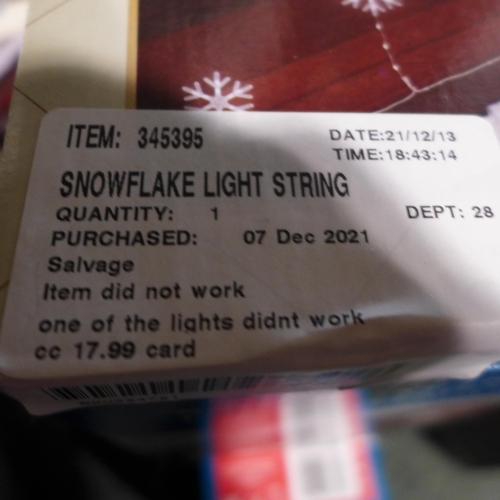 ITEM: 345395 DATE:21/12/13
TIME:18:43:14
SNOWFLAKE LIGHT STRING
QUANTITY: 1 DEPT: 28
PURCHASED: 07 Dec 2021
Salvage
Item did not work
one of the lights didnt work
cc 17.99 card